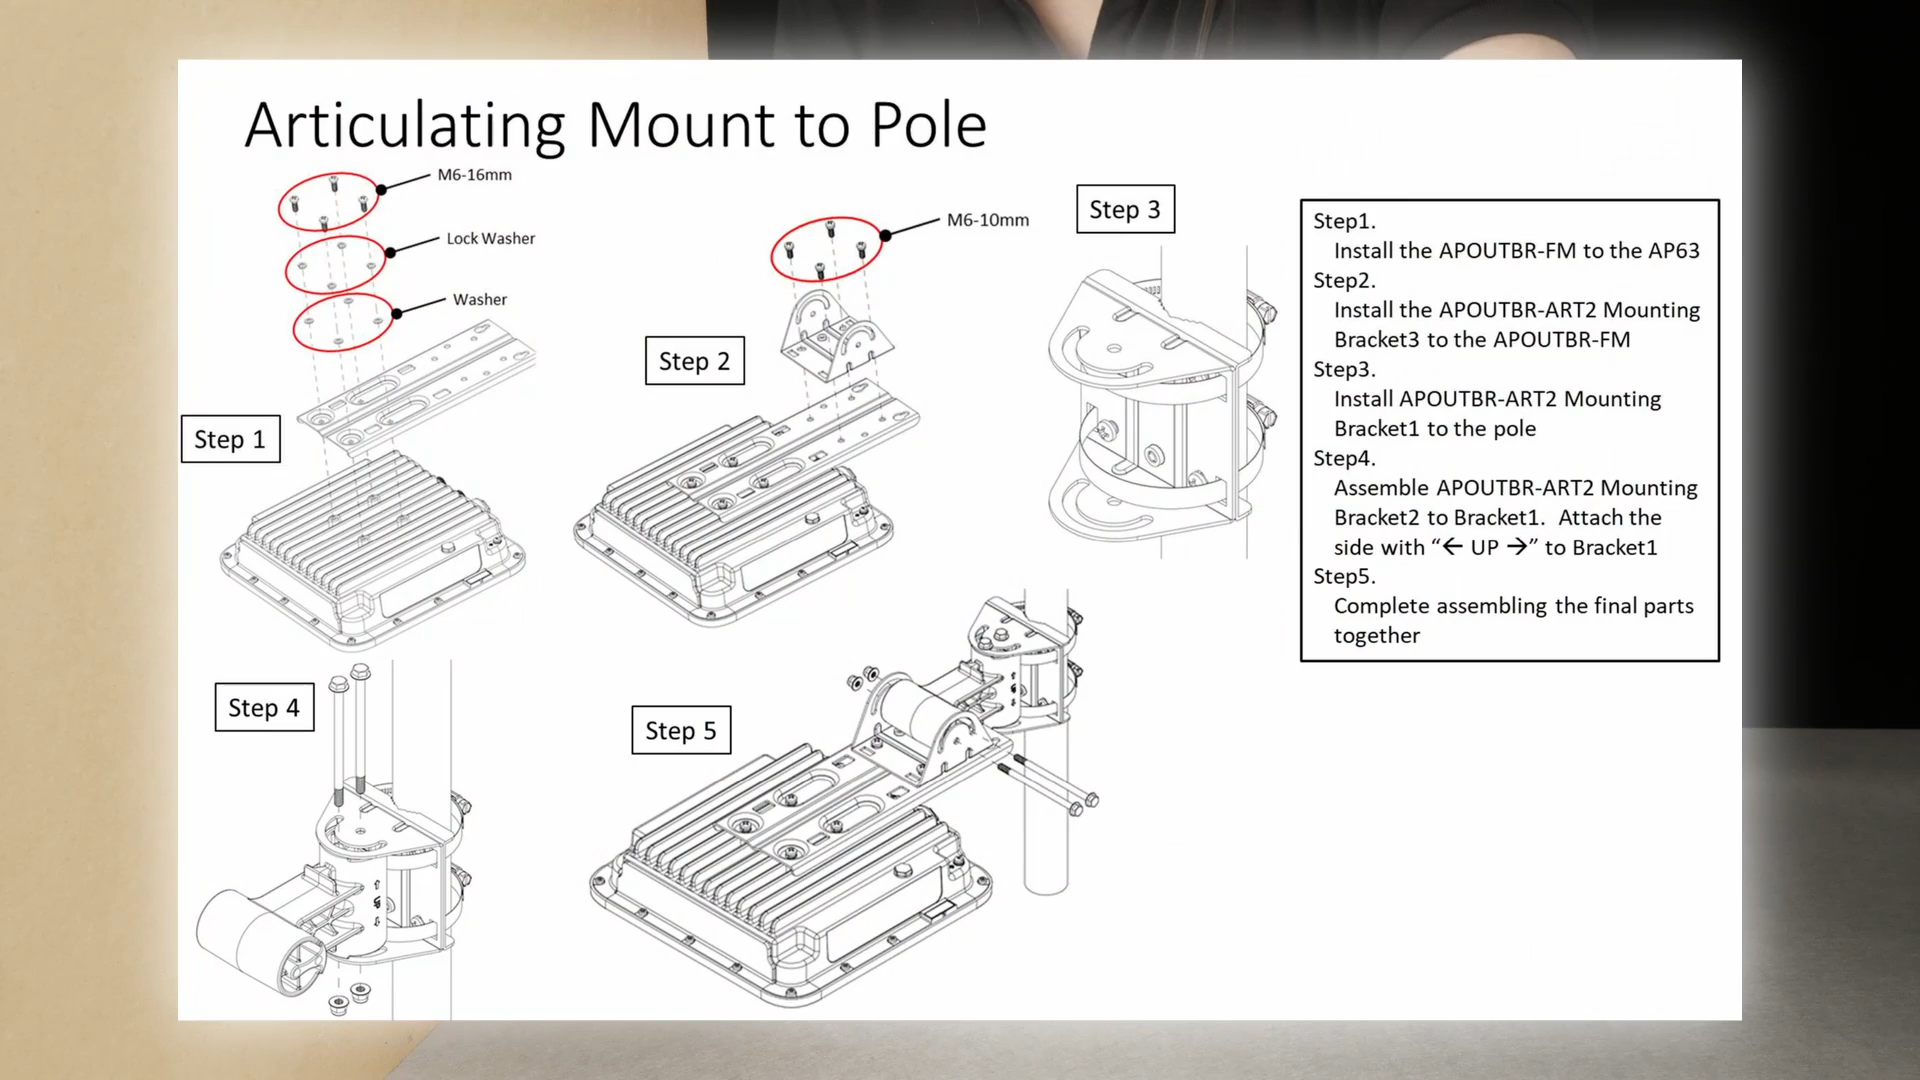 Articulating Mount to Pole
M6-16mm
Lock Washer
Washer
Step 1
M6-10mm
Step 2
Step 3
Step 4
Step 5
Step1.
Install the APOUTBR-FM to the AP63
Step2.
Install the APOUTBR-ART2 Mounting
Bracket3 to the APOUTBR-FM
Step3.
Install APOUTBR-ART2 Mounting
Bracket1 to the pole
Step4.
Assemble APOUTBR-ART2 Mounting
Bracket2 to Bracket1. Attach the
side with “← UP →” to Bracket1
Step5.
Complete assembling the final parts
together